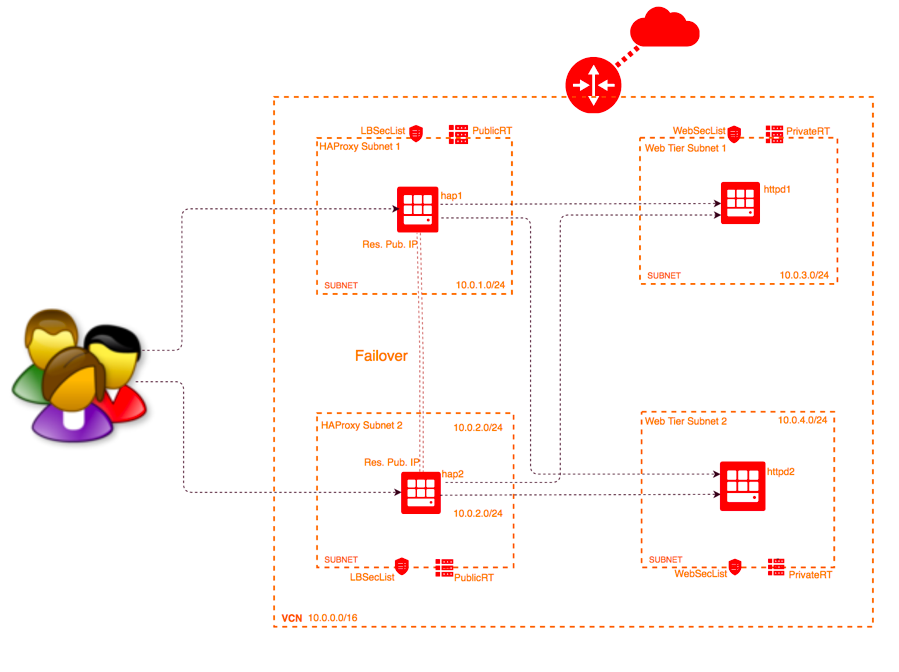 LBSecList
PublicRT
WebSecList
PrivateRT
HAProxy Subnet 1
Web Tier Subnet 1
hap1
httpd1
Res. Pub. IP
SUBNET
10.0.1.0/24
SUBNET
10.0.3.0/24
Failover
HAProxy Subnet 2
10.0.2.0/24
Web Tier Subnet 2
10.0.4.0/24
Res. Pub. IP
hap2
httpd2
10.0.2.0/24
SUBNET
SUBNET
LBSecList
PublicRT
WebSecList
PrivateRT
VCN 10.0.0.0/16